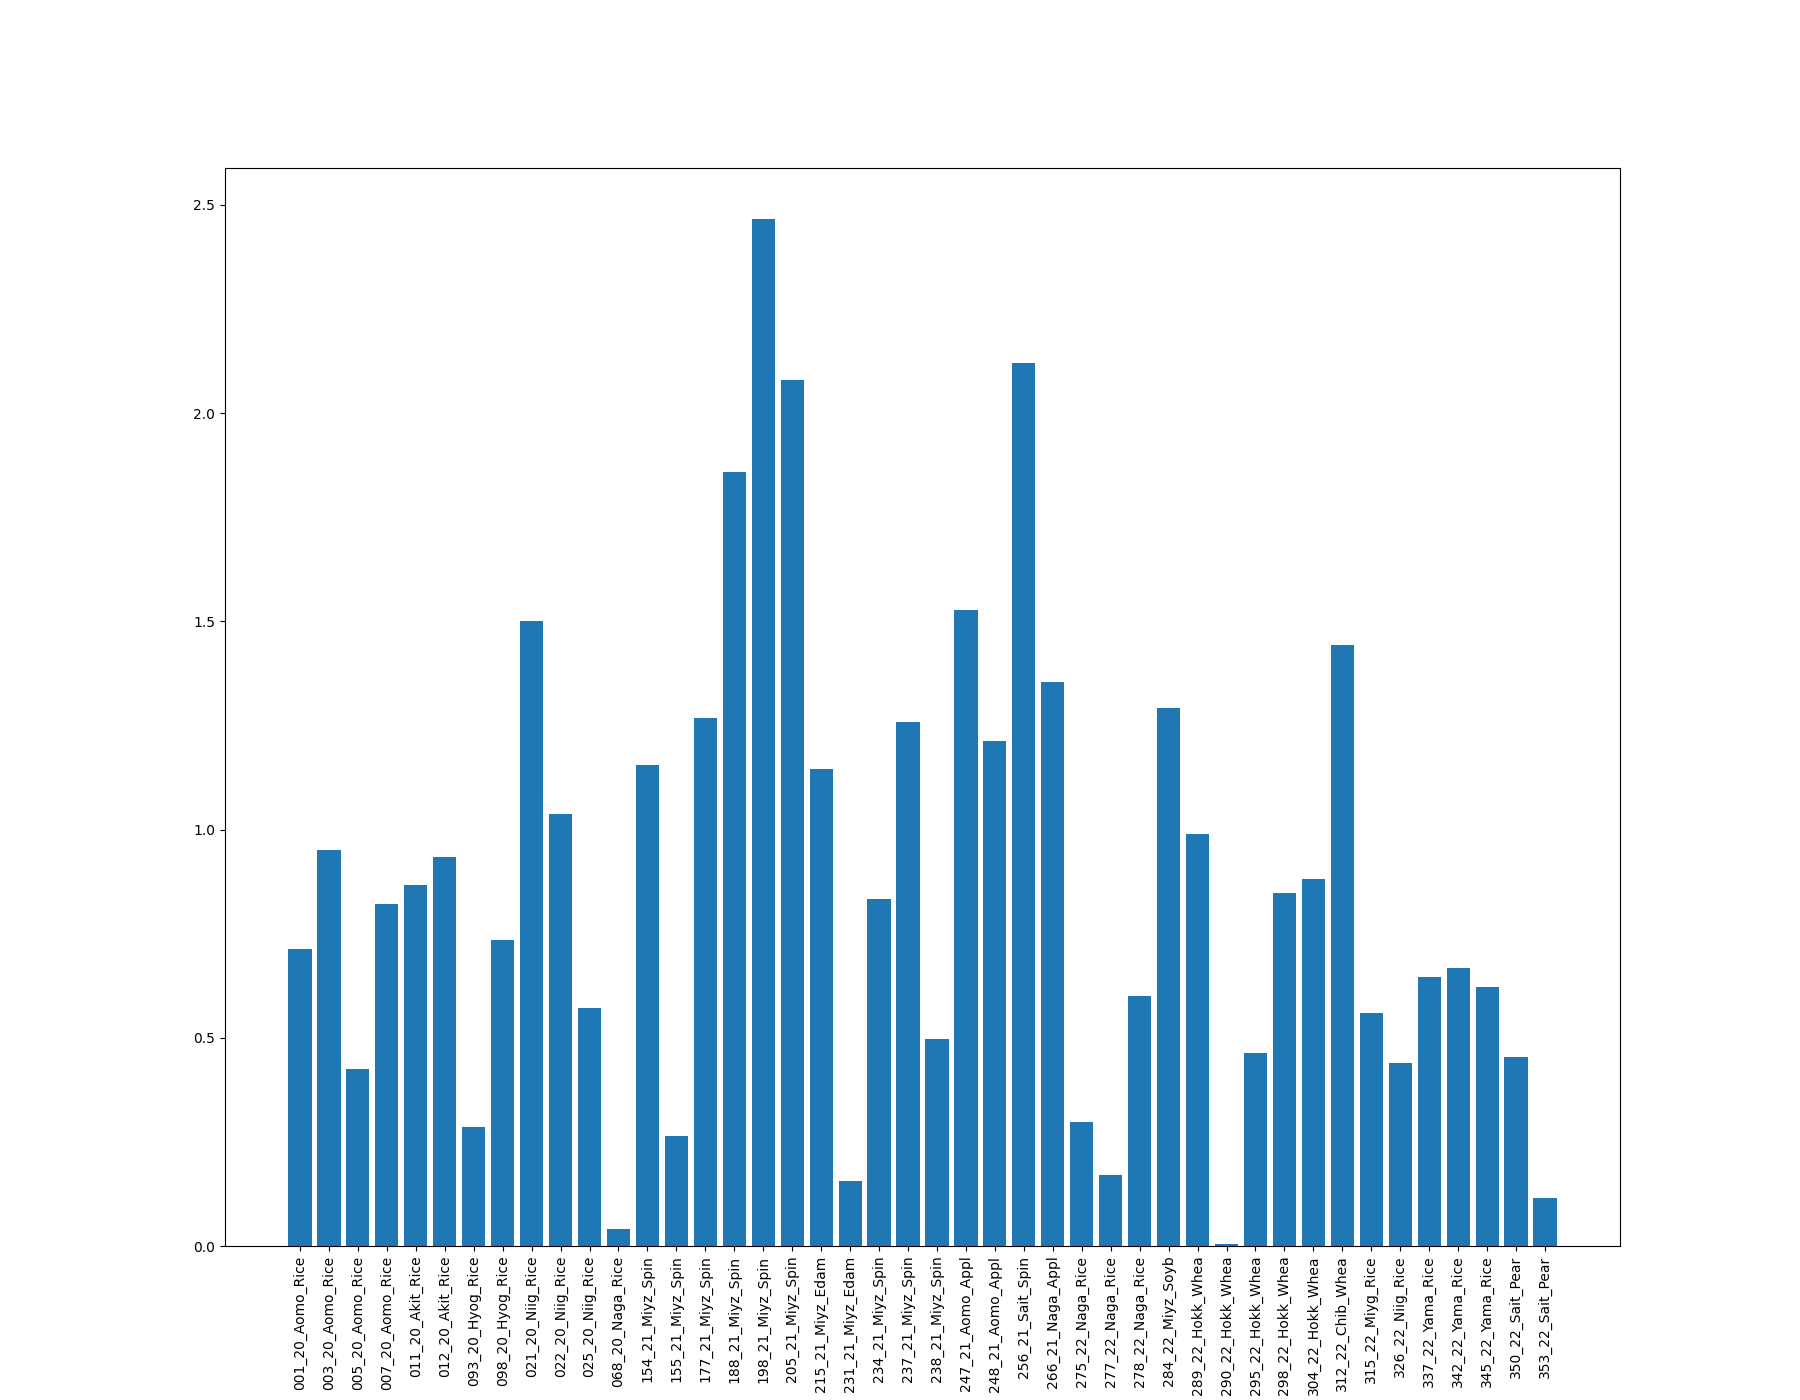 2.5
2.0
1.5
1.0
0.5
0.0
001_20_Aomo_Rice
003_20_Aomo_Rice
005_20_Aomo_Rice
007_20_Aomo_Rice
011_20_Akit_Rice
012_20_Akit_Rice
093_20_Hyog_Rice
098_20_Hyog_Rice
021_20_Niig_Rice
022_20_Niig_Rice
025_20_Niig_Rice
068_20_Naga_Rice
154_21_Miyz_Spin
155_21_Miyz_Spin
177_21_Miyz_Spin
188_21_Miyz_Spin
198_21_Miyz_Spin
205_21_Miyz_Spin
215_21_Miyz_Edam
231_21_Miyz_Edam
234_21_Miyz_Spin
237_21_Miyz_Spin
238_21_Miyz_Spin
247_21_Aomo_Appl
248_21_Aomo_Appl
256_21_Sait_Spin
266_21_Naga_Appl
275_22_Naga_Rice
277_22_Naga_Rice
278_22_Naga_Rice
284_22_Miyz_Soyb
289_22_Hokk_Whea
290_22_Hokk_Whea
295_22_Hokk_Whea
298_22_Hokk_Whea
304_22_Hokk_Whea
312_22_Chib_Whea
315_22_Miyg_Rice
326_22_Niig_Rice
337_22_Yama_Rice
342_22_Yama_Rice
345_22_Yama_Rice
350_22_Sait_Pear
353_22_Sait_Pear